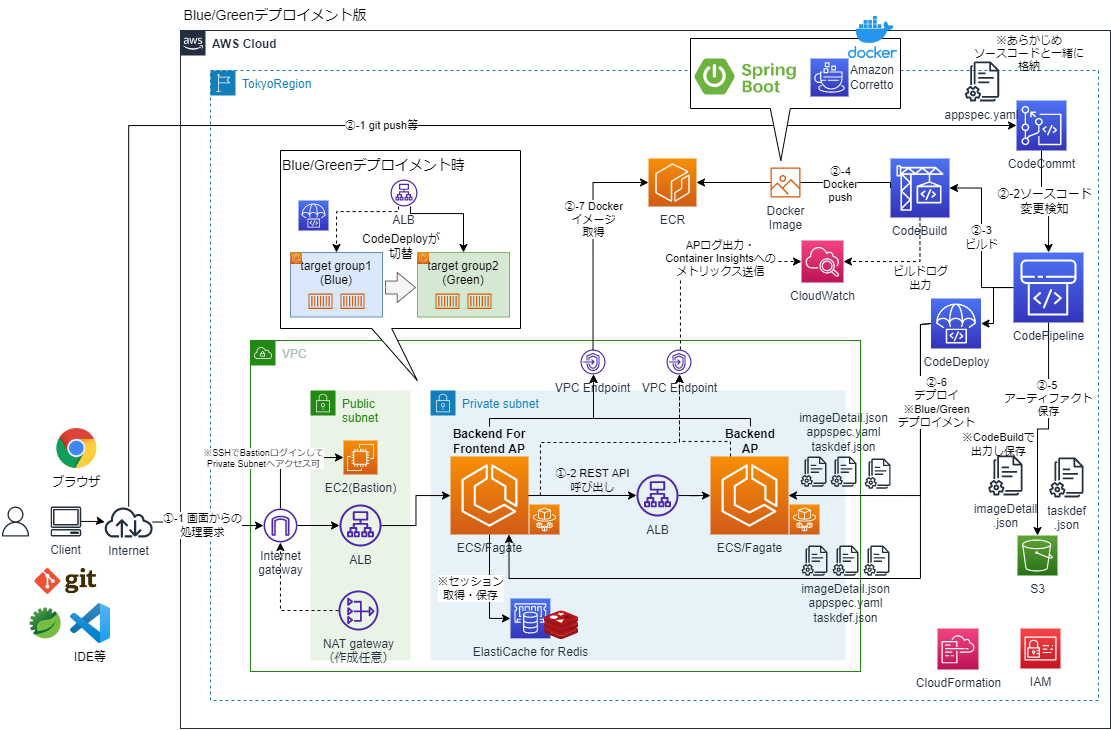 Blue/Greenデプロイメント版
aws
AWS Cloud
TokyoRegion
docker
Spring
Boot
Amazon
Corretto
※あらかじめ
ソースコードと一緒に
格納
appspec.yaml
②-1 git push等
CodeCommt
Blue/Greenデプロイメント時
ALB
CodeDeployが
切替
target group1
(Blue)
target group2
(Green)
②-7 Docker
イメージ
取得
ECR
Docker
Image
②-4
Docker
push
CodeBuild
②-2ソースコード
変更検知
②-3
ビルド
APログ出力・
Container Insightsへの
メトリックス送信
CloudWatch
ビルドログ
出力
CodePipeline
CodeDeploy
VPC
VPC Endpoint
VPC Endpoint
②-6
デプロイ
※Blue/Green
デプロイメント
②-5
アーティファクト
保存
Public
subnet
Private subnet
Backend For
Frontend AP
Backend
AP
imageDetail.json
appspec.yaml
taskdef.json
※CodeBuildで
出力し保存
ブラウザ
※SSHでBastionログインして
Private Subnetへアクセス可
EC2(Bastion)
①-2 REST API
呼び出し
imageDetail
.json
taskdef
.json
①-1 画面からの
処理要求
Client
Internet
Internet
gateway
ALB
ECS/Fagate
ALB
ECS/Fagate
git
※セッション
取得・保存
imageDetail.json
appspec.yaml
taskdef.json
S3
IDE等
NAT gateway
（作成任意）
ElastiCache for Redis
CloudFormation
IAM